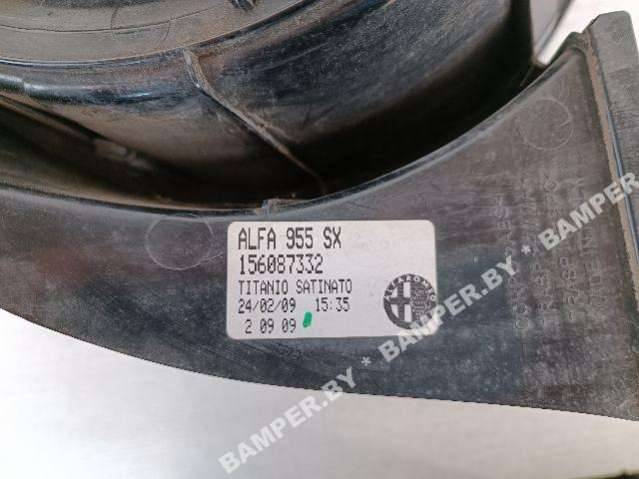 ALFA 955 SX
156087332
TITANIO SATINATO
24/02/09 15:35
2 09 09
BAMPER.BY * BAMPER.BY * BAMPER.BY